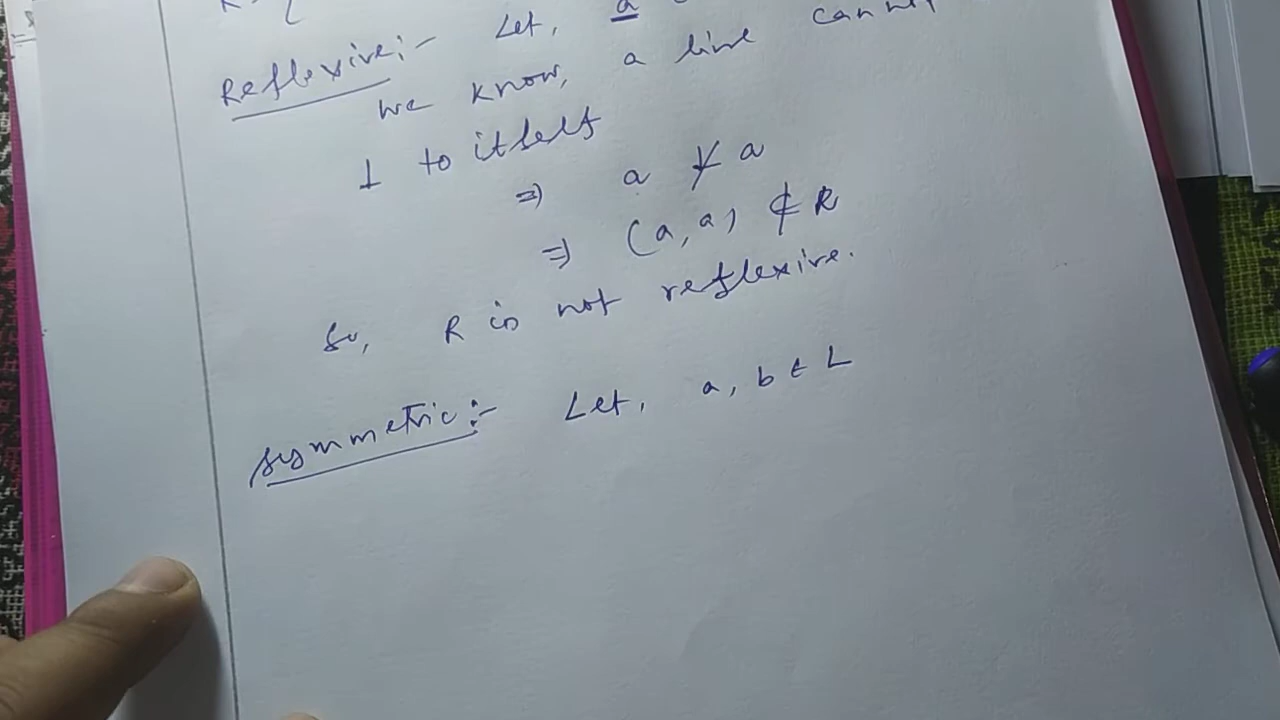 Reflexive:- Let, a
we know, a line cannot
⊥ to itself
⇒ a ⊥̸ a
⇒ (a, a) ∉ R
So, R is not reflexive.
Symmetric:- Let, a, b ∈ L